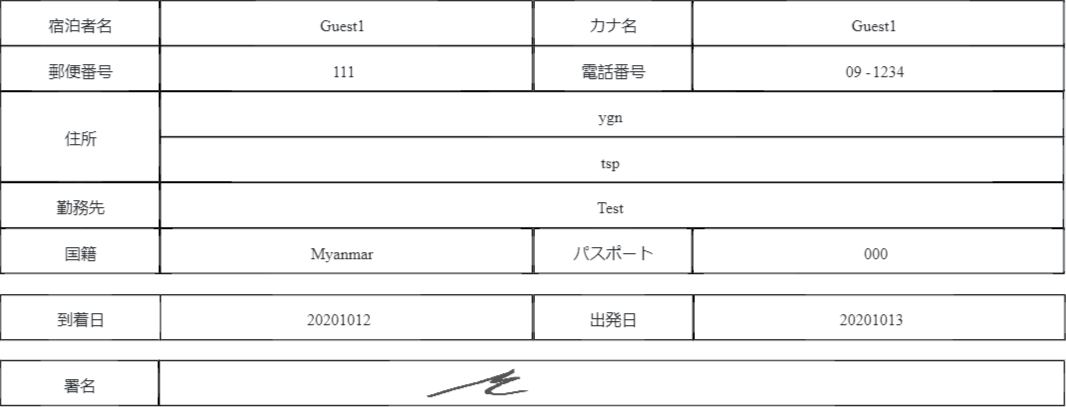 宿泊者名 Guest1 カナ名 Guest1
郵便番号 111 電話番号 09 - 1234
住所 ygn
tsp
勤務先 Test
国籍 Myanmar パスポート 000
到着日 20201012 出発日 20201013
署名